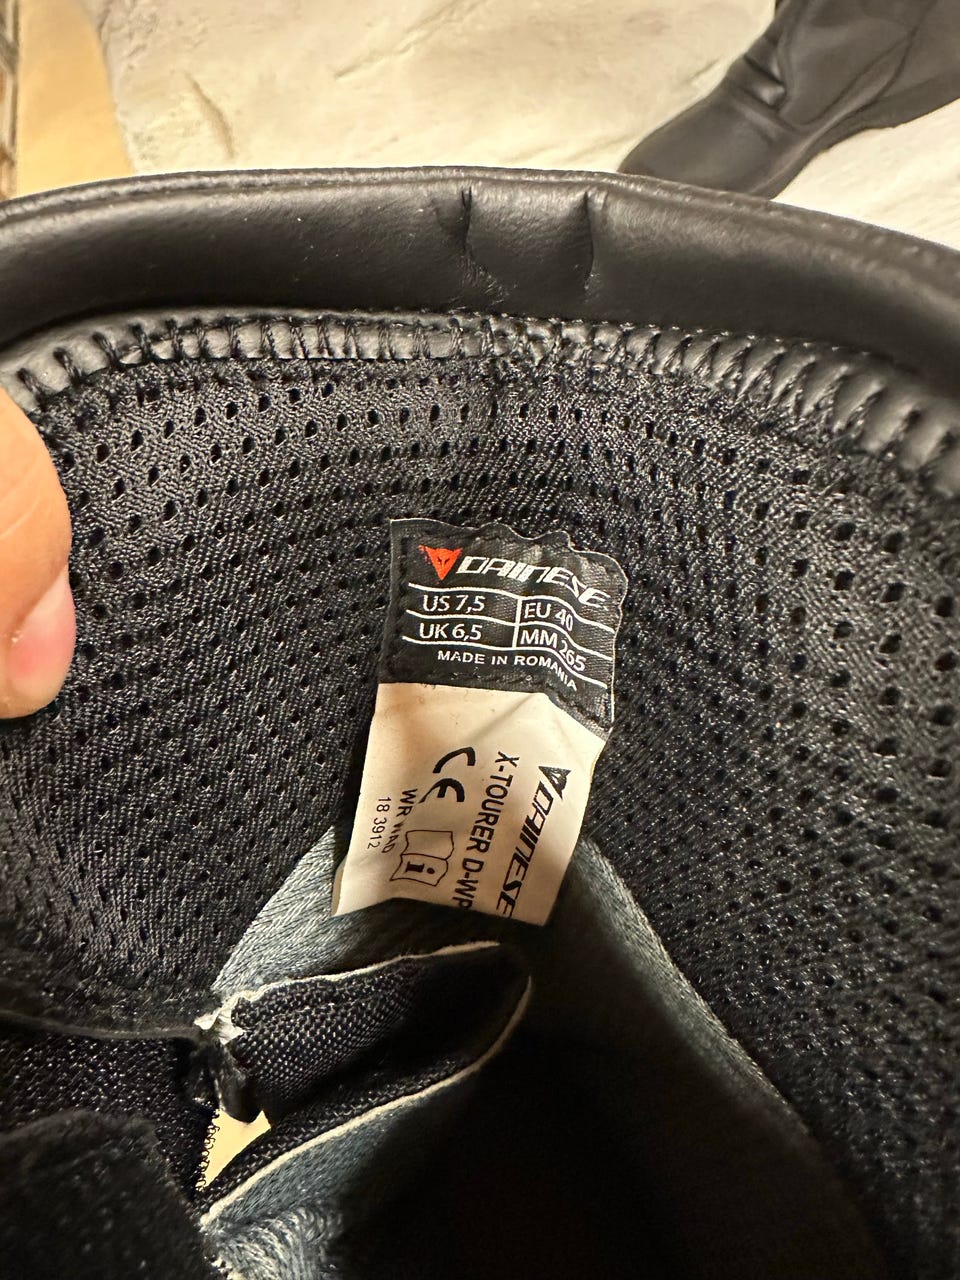 DAINESE
US 7,5 EU 40
UK 6,5 MM 265
MADE IN ROMANIA
DAINESE
X-TOURER D-WP
CE
i
WR WAD
18 3912